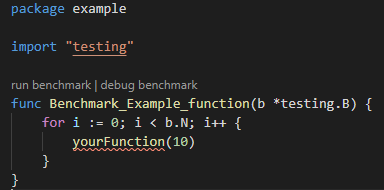 package example
import "testing"
run benchmark | debug benchmark
func Benchmark_Example_function(b *testing.B) {
    for i := 0; i < b.N; i++ {
        yourFunction(10)
    }
}